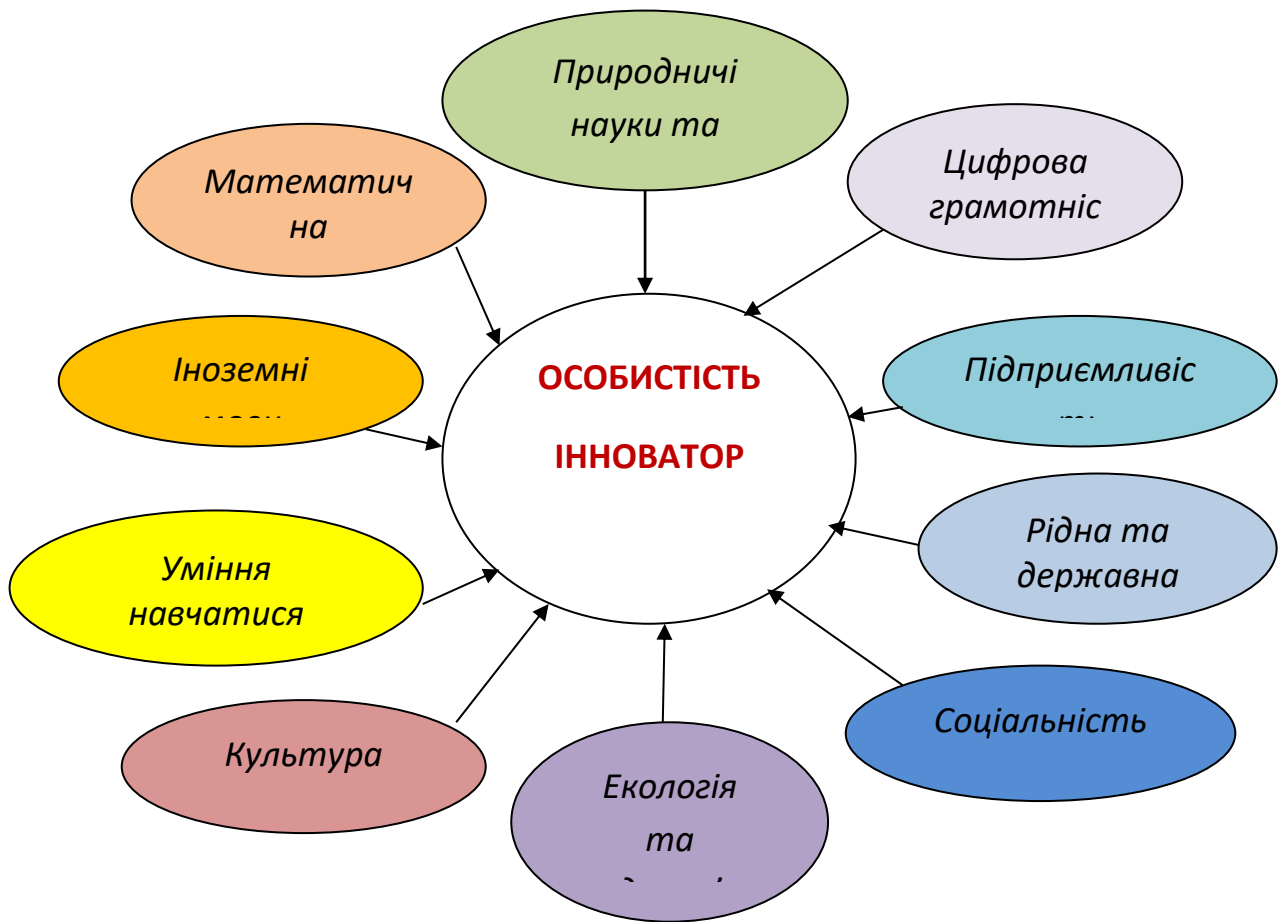 Природничі
науки та
Математич
на
Цифрова
грамотніс
Іноземні
ОСОБИСТІСТЬ
ІННОВАТОР
Підприємливіс
Рідна та
державна
Уміння
навчатися
Соціальність
Культура
Екологія
та